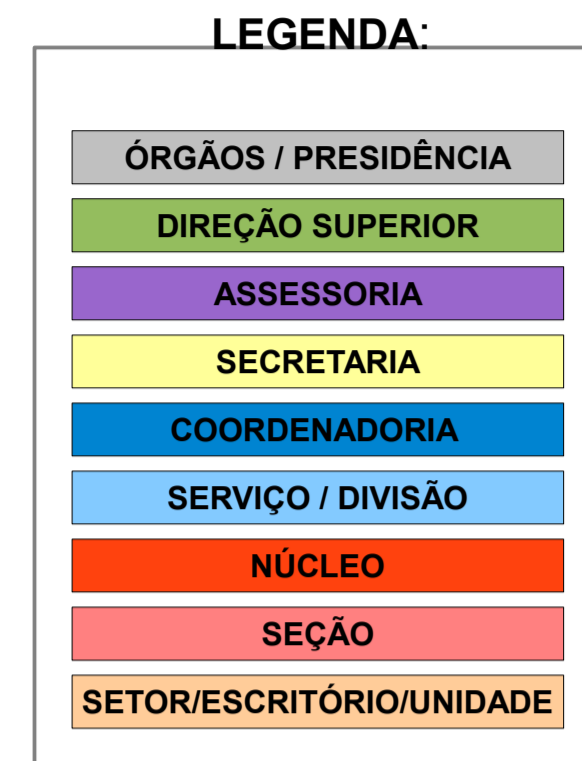 LEGENDA:
ÓRGÃOS / PRESIDÊNCIA
DIREÇÃO SUPERIOR
ASSESSORIA
SECRETARIA
COORDENADORIA
SERVIÇO / DIVISÃO
NÚCLEO
SEÇÃO
SETOR/ESCRITÓRIO/UNIDADE